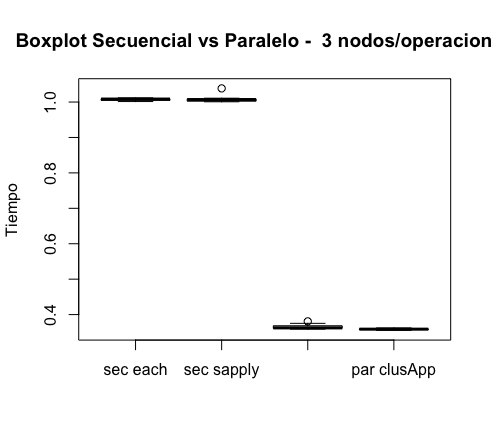 Boxplot Secuencial vs Paralelo -  3 nodos/operacion
1.0
0.8
0.6
0.4
Tiempo
sec each
sec sapply
par clusApp